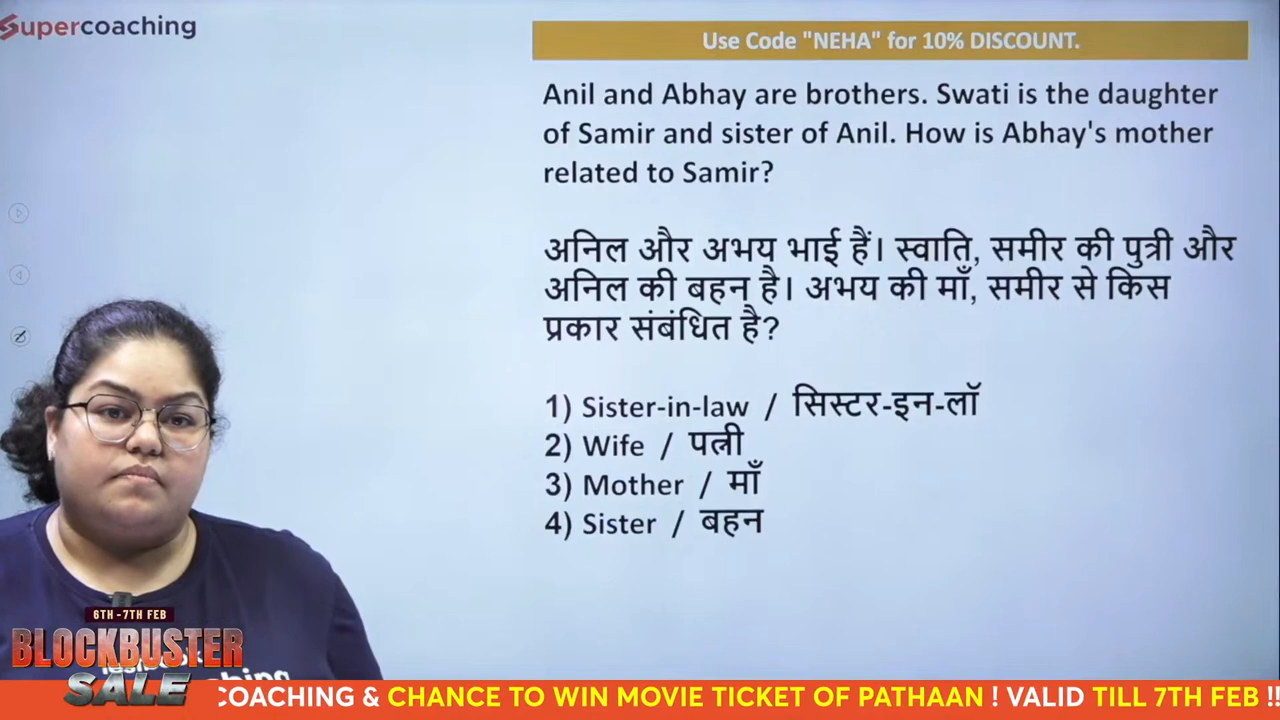 Supercoaching
Use Code "NEHA" for 10% DISCOUNT.
Anil and Abhay are brothers. Swati is the daughter
of Samir and sister of Anil. How is Abhay's mother
related to Samir?
अनिल और अभय भाई हैं। स्वाति, समीर की पुत्री और
अनिल की बहन है। अभय की माँ, समीर से किस
प्रकार संबंधित है?
1) Sister-in-law / सिस्टर-इन-लॉ
2) Wife / पत्नी
3) Mother / माँ
4) Sister / बहन
6TH -7TH FEB
BLOCKBUSTER
SALE
COACHING & CHANCE TO WIN MOVIE TICKET OF PATHAAN ! VALID TILL 7TH FEB !!